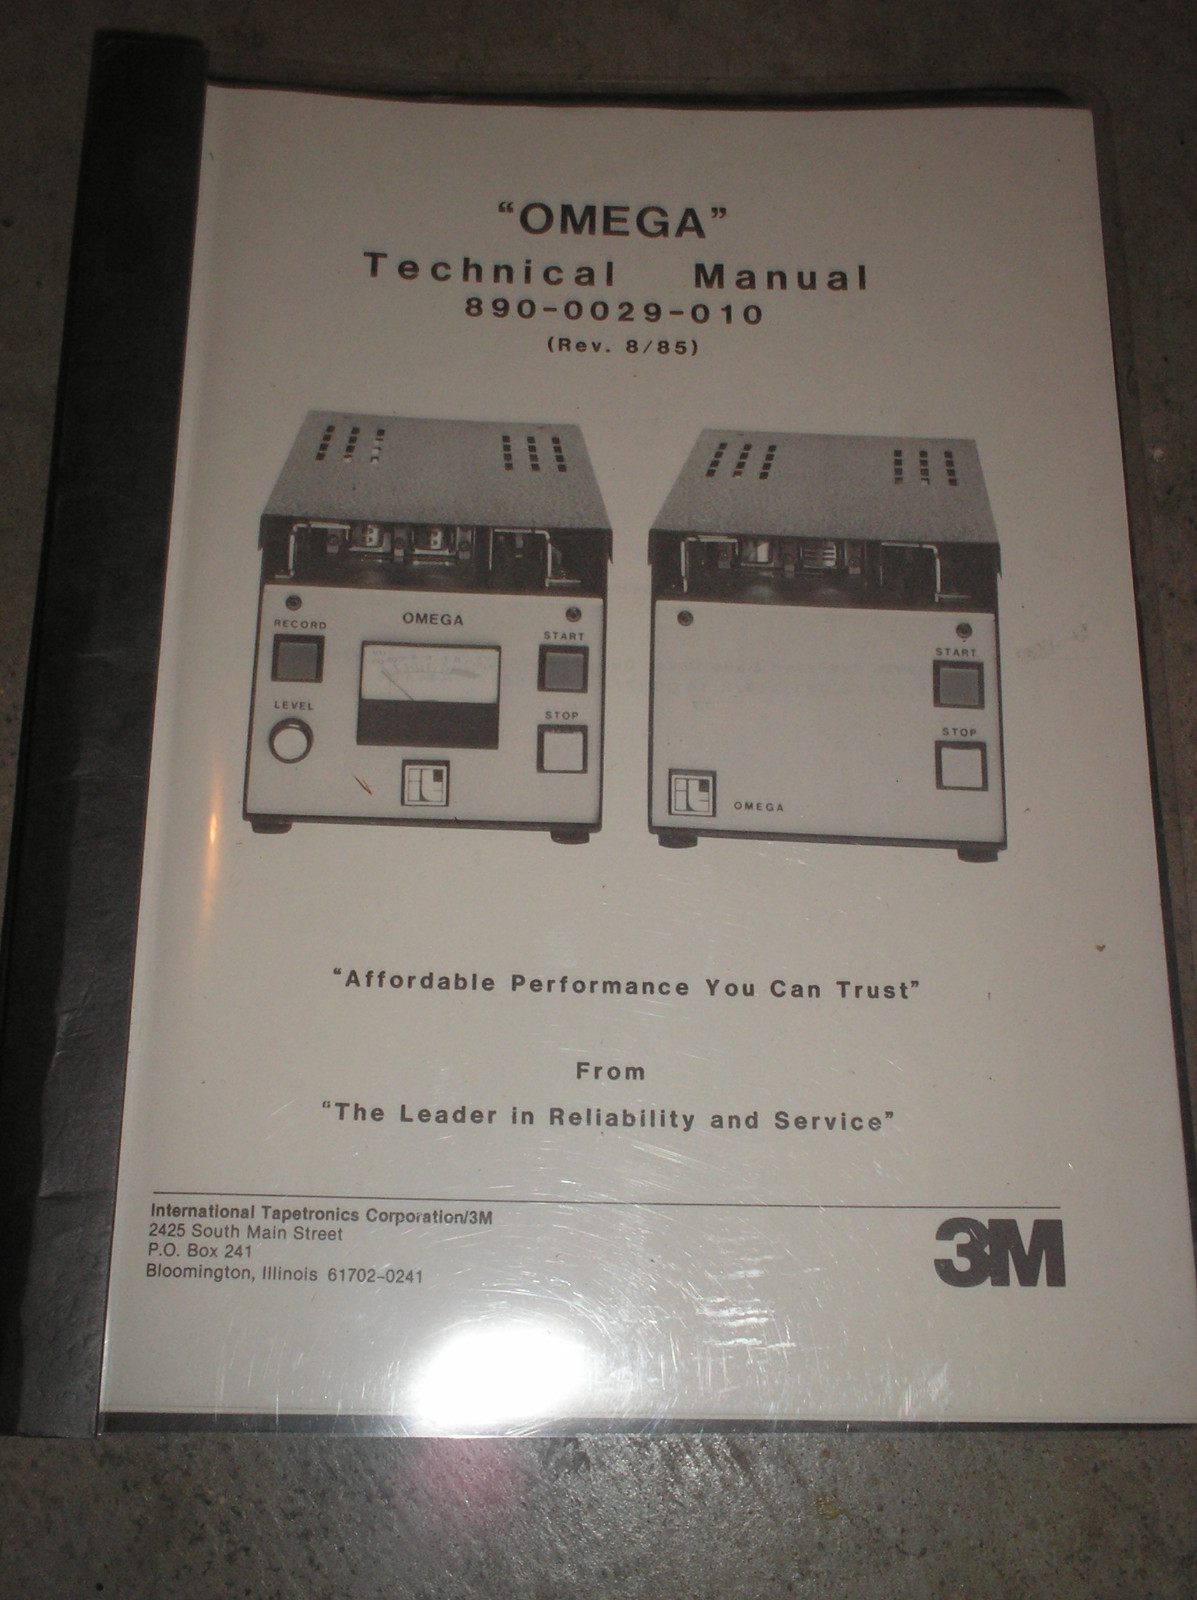 “OMEGA”
Technical Manual
890-0029-010
(Rev. 8/85)
RECORD
OMEGA
START
LEVEL
STOP
START
STOP
OMEGA
“Affordable Performance You Can Trust”
From
“The Leader in Reliability and Service”
International Tapetronics Corporation/3M
2425 South Main Street
P.O. Box 241
Bloomington, Illinois 61702-0241
3M